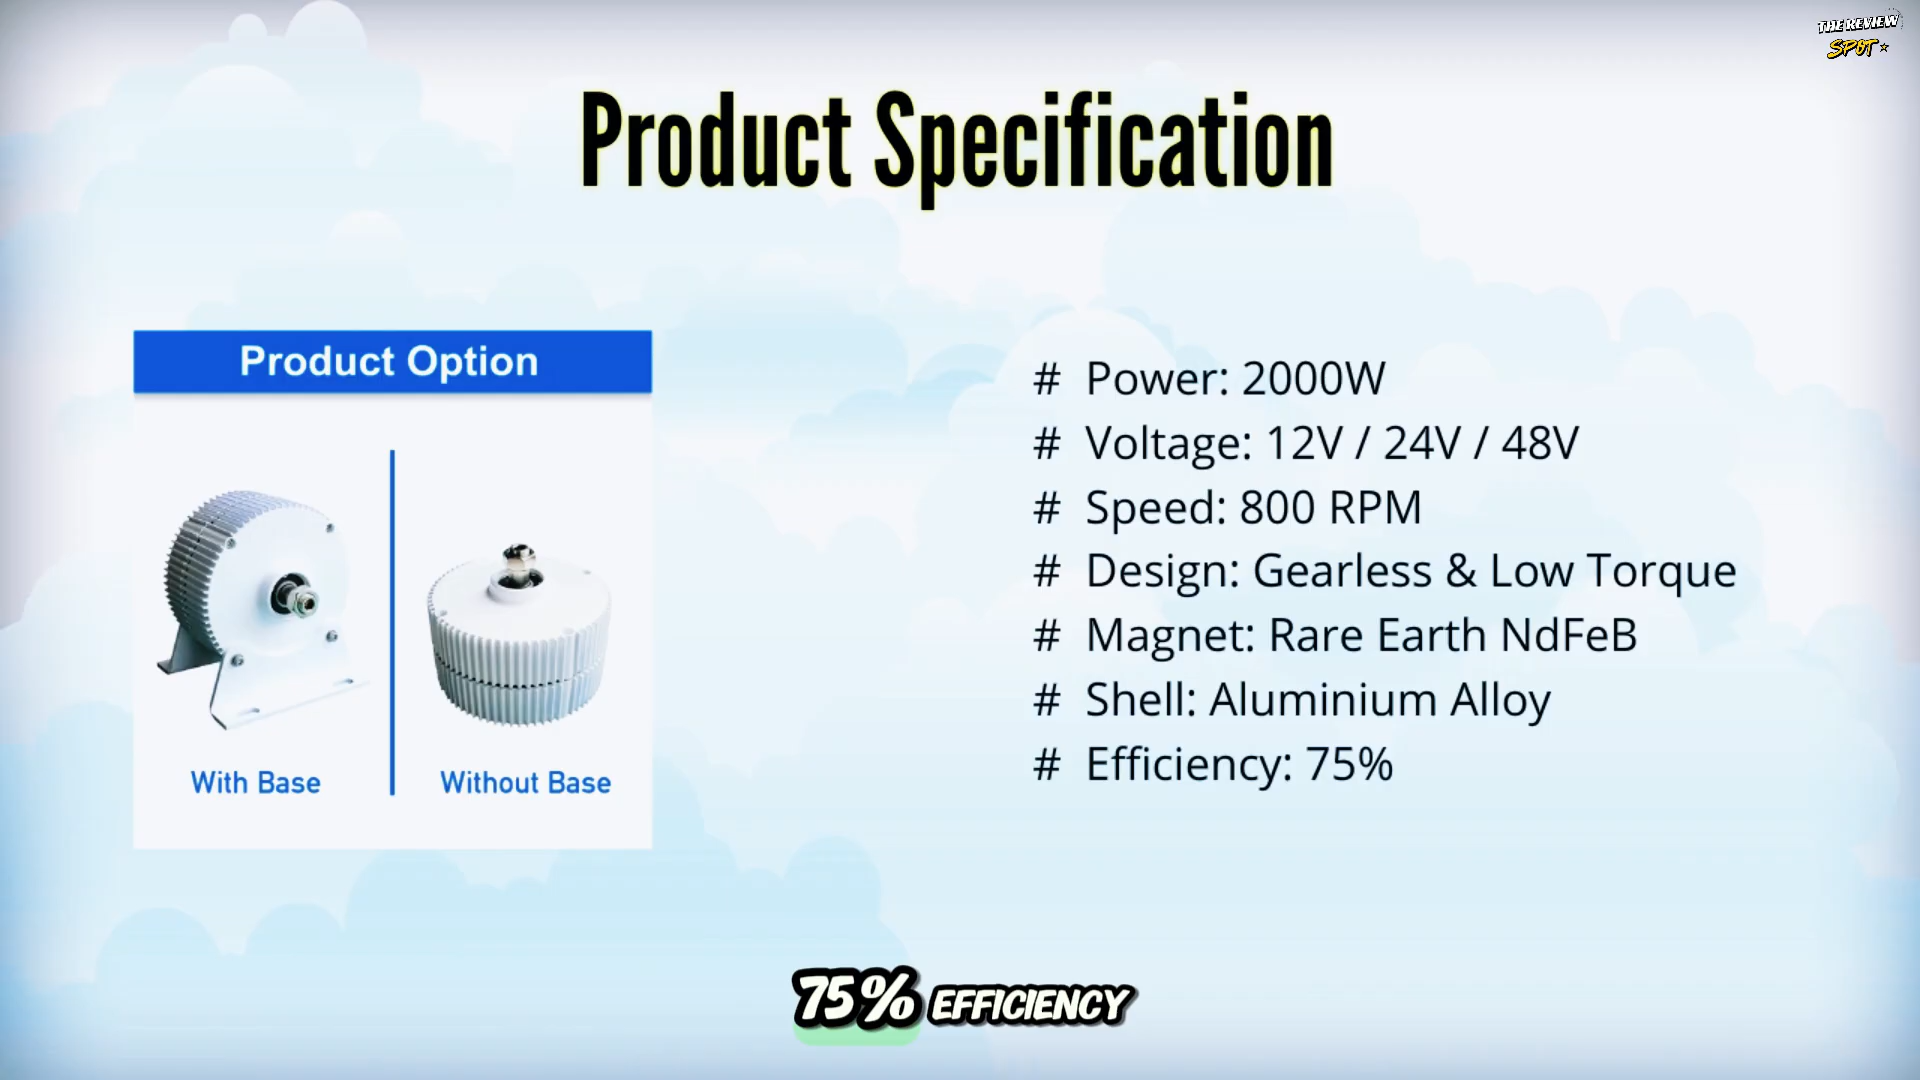 THE REVIEW
SPOT
Product Specification
Product Option
With Base
Without Base
# Power: 2000W
# Voltage: 12V / 24V / 48V
# Speed: 800 RPM
# Design: Gearless & Low Torque
# Magnet: Rare Earth NdFeB
# Shell: Aluminium Alloy
# Efficiency: 75%
75% EFFICIENCY